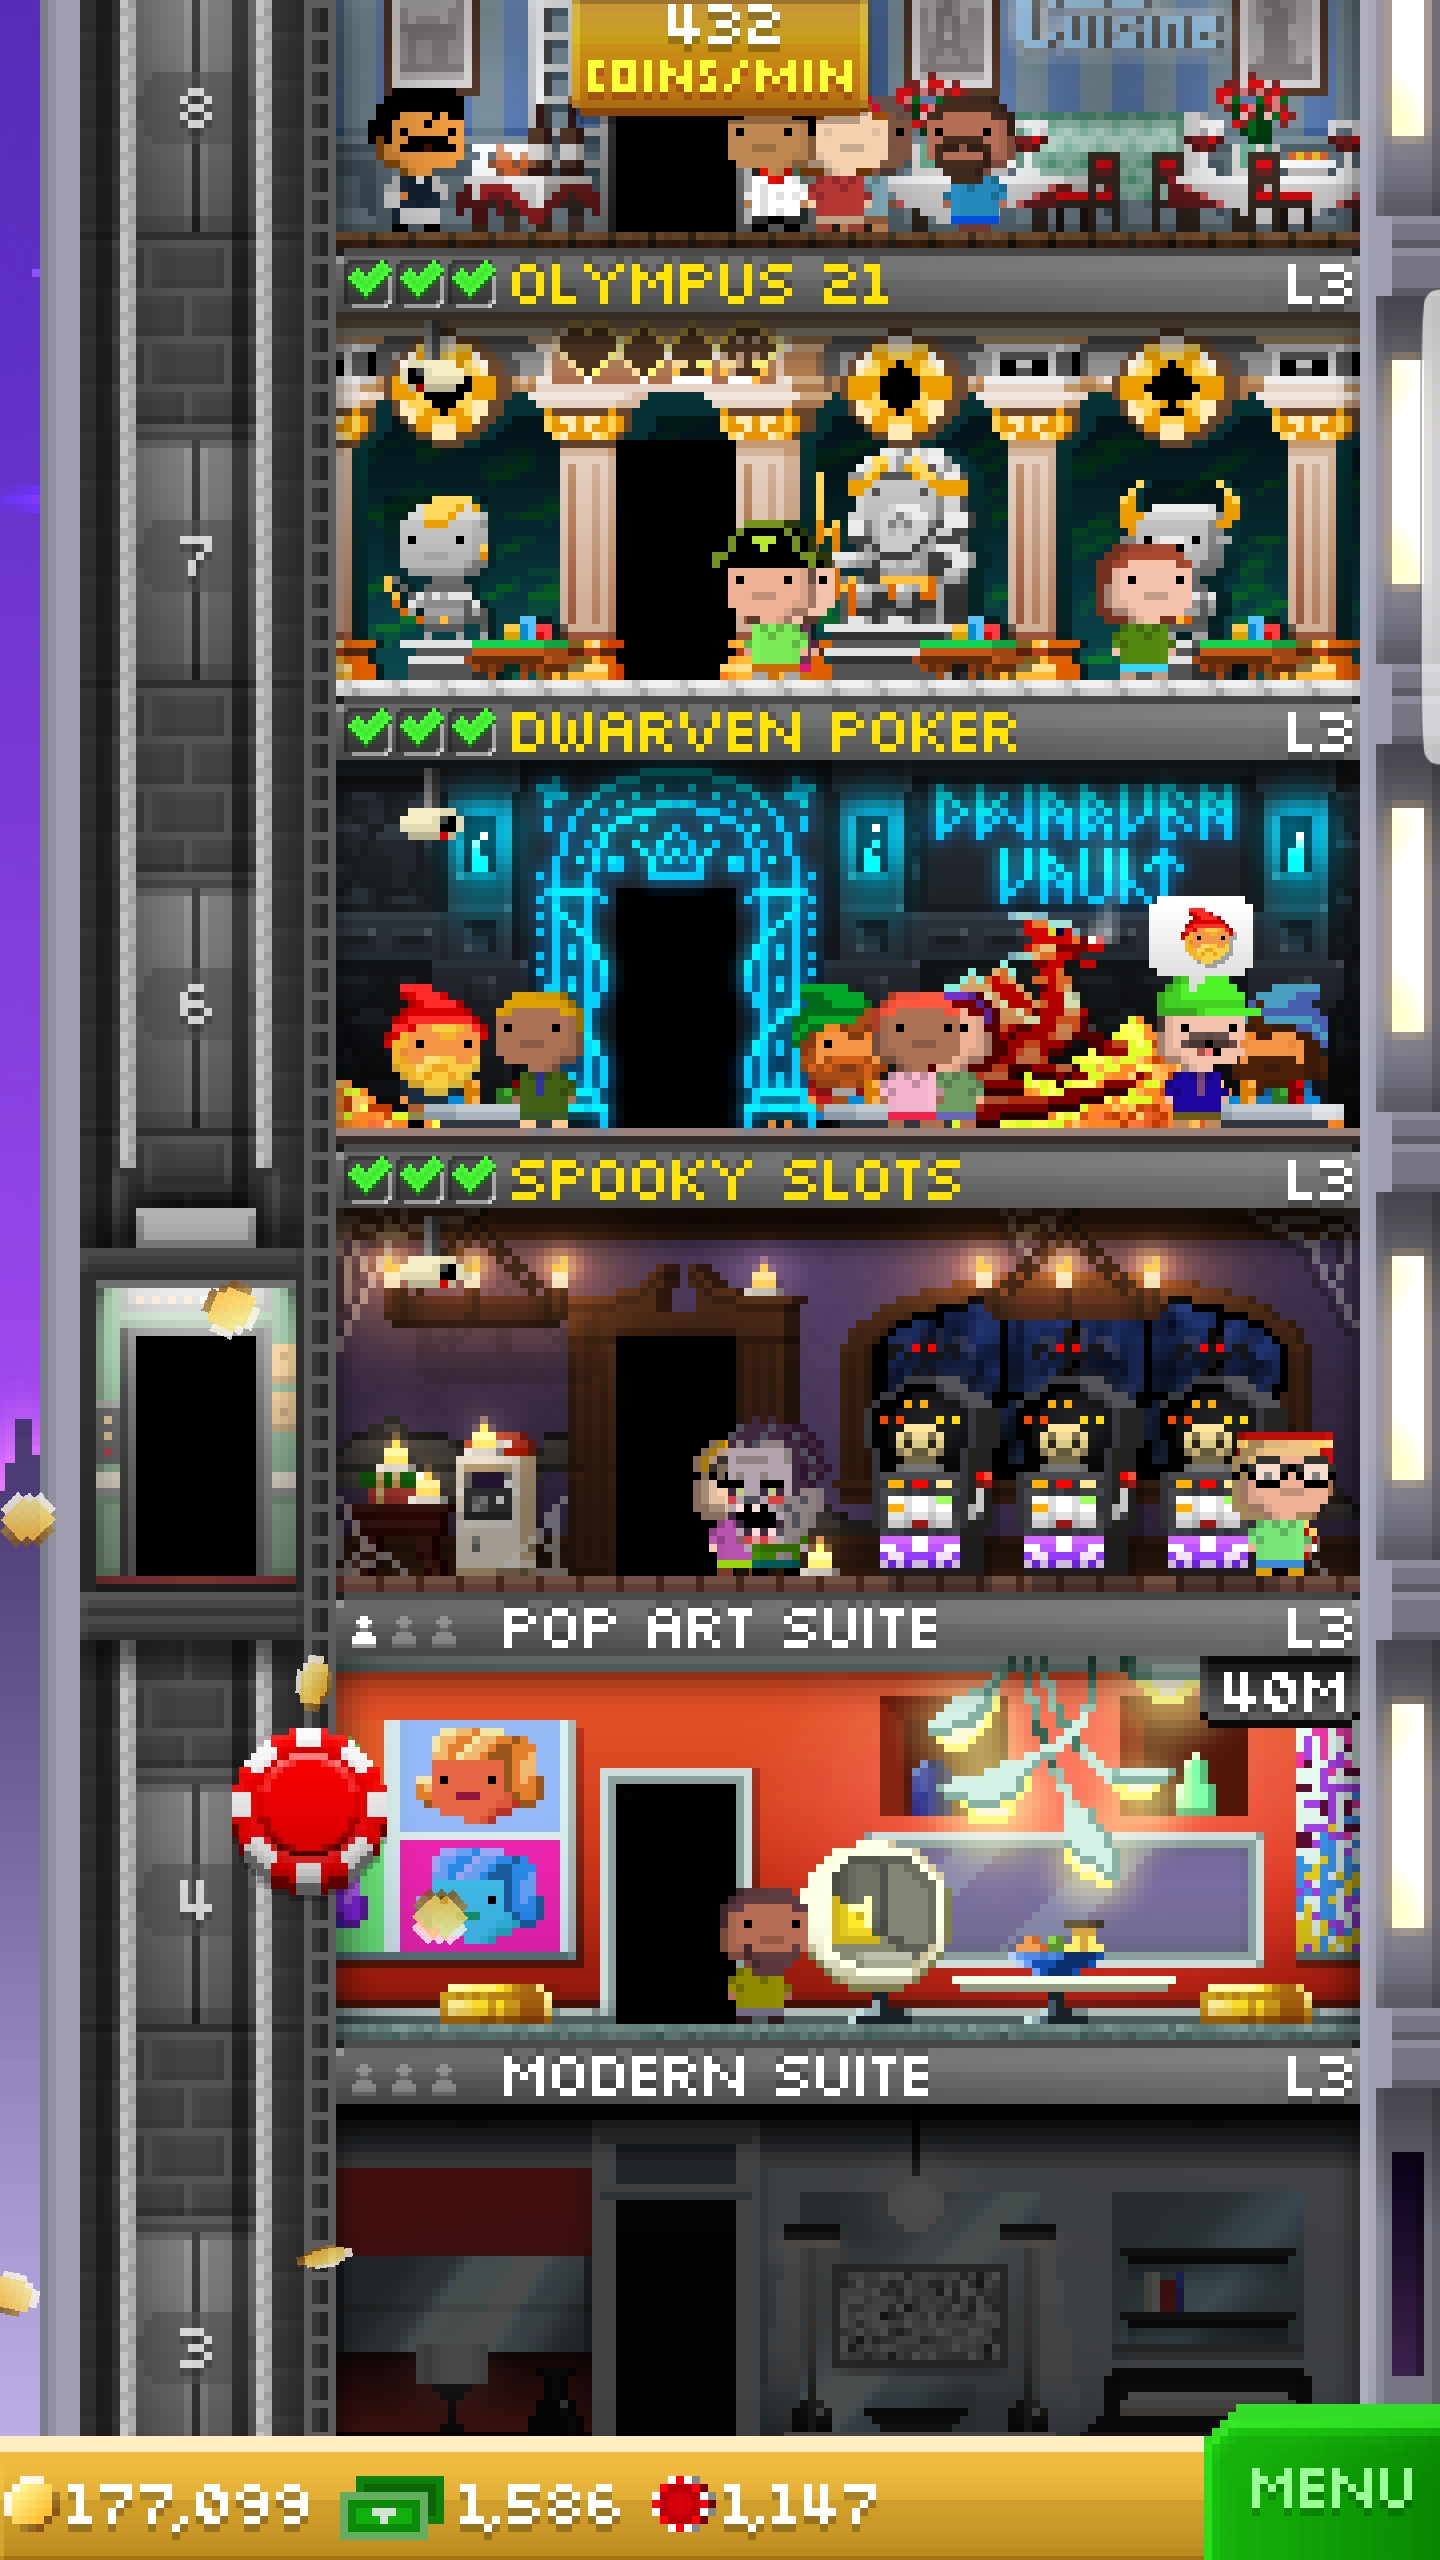 432
COINS/MIN
Cuisine
8
OLYMPUS 21 L3
7
DWARVEN POKER L3
DWARVEN
VAULT
6
SPOOKY SLOTS L3
POP ART SUITE L3
40M
4
MODERN SUITE L3
3
177,099 1,586 1,147
MENU